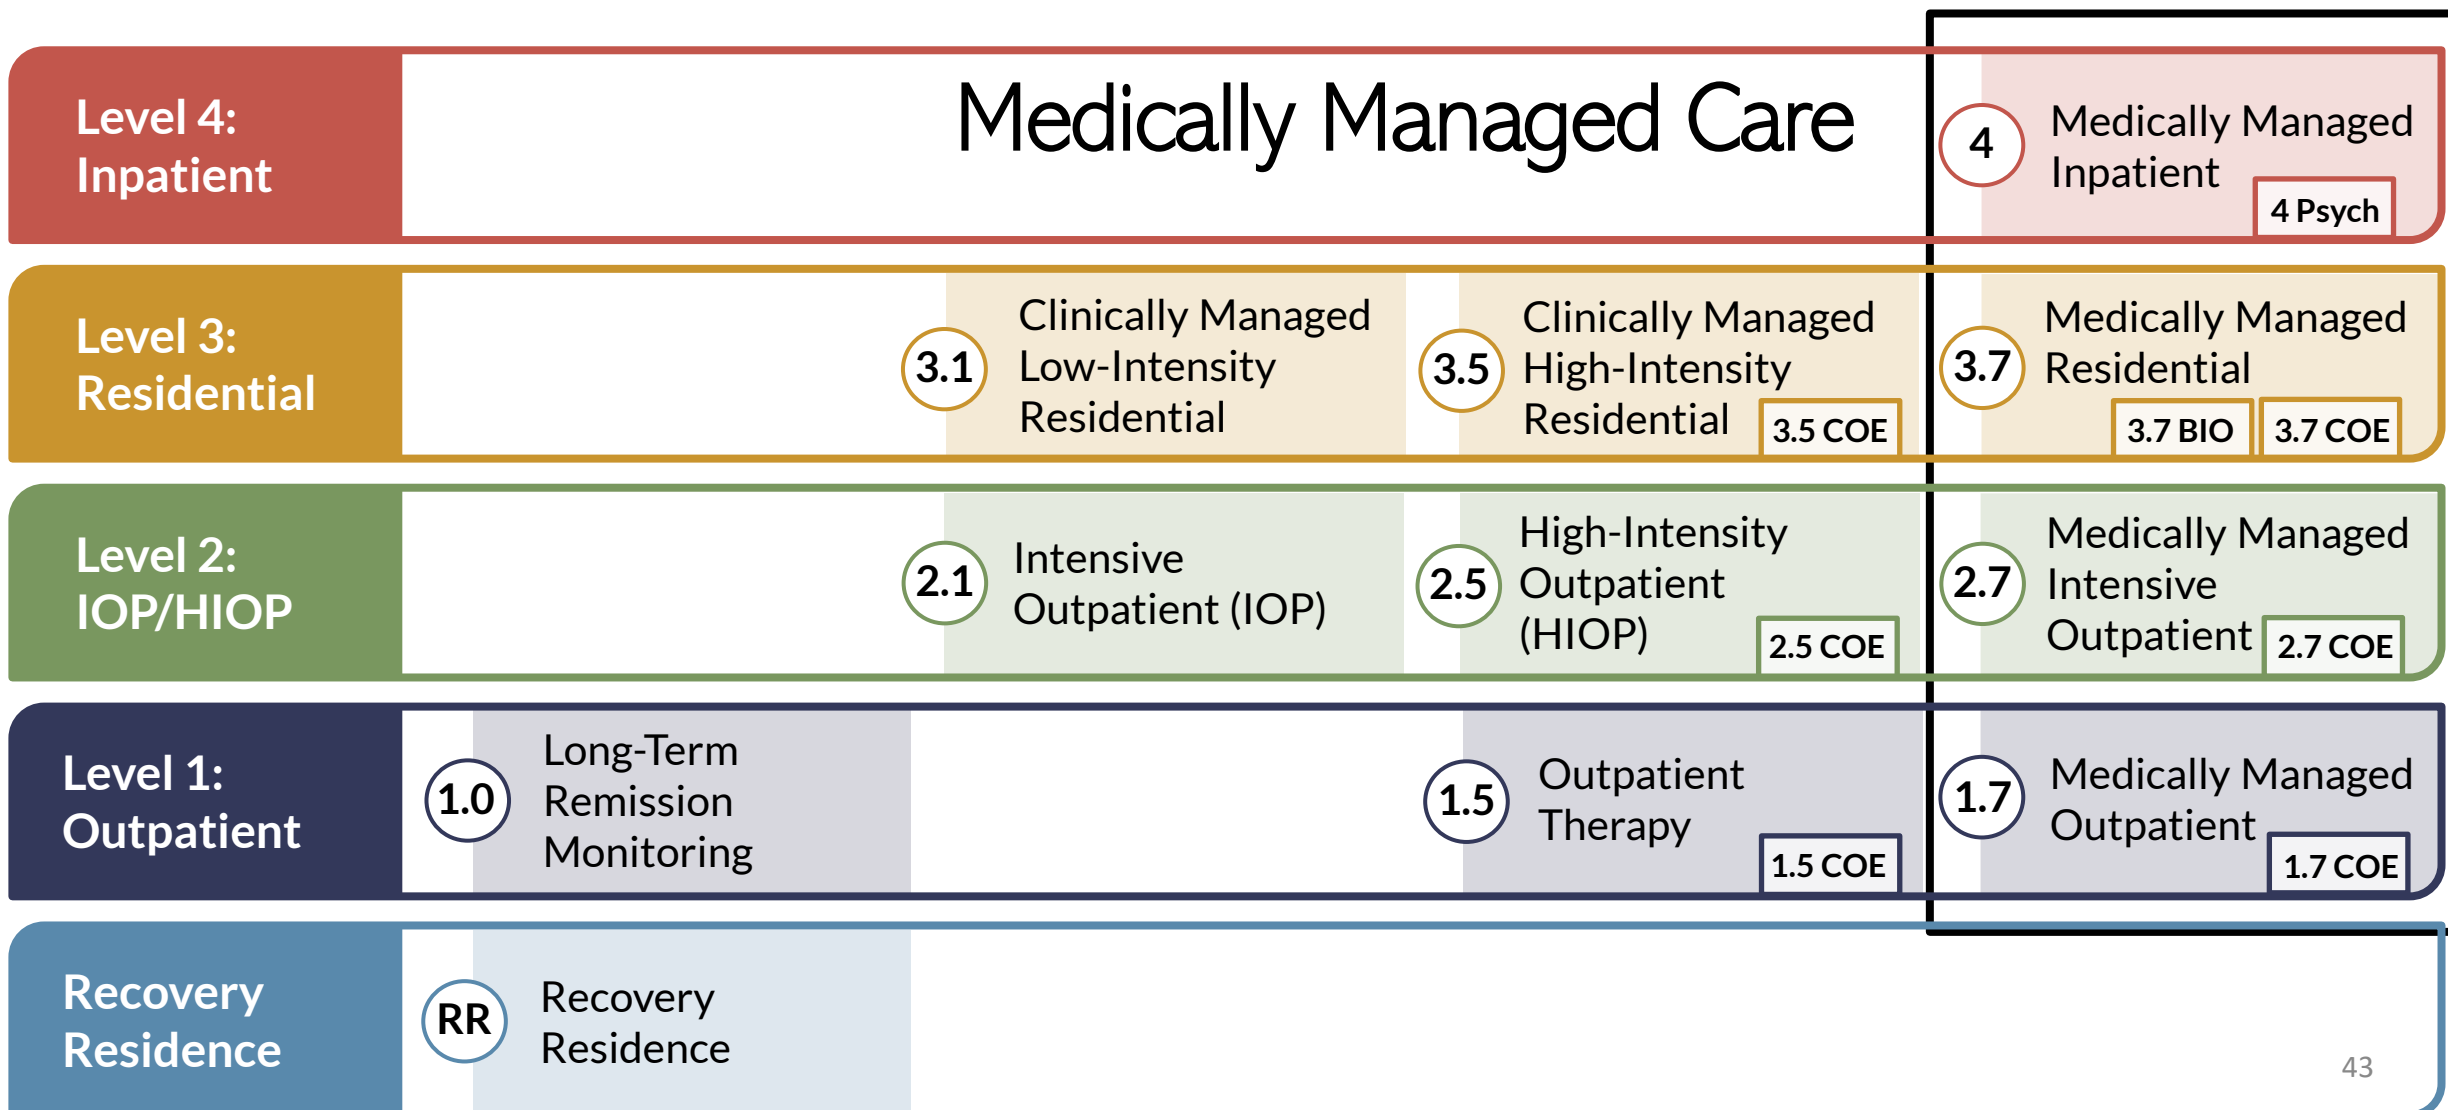 Level 4:
Inpatient
Medically Managed Care
4
Medically Managed
Inpatient
4 Psych
Level 3:
Residential
3.1
Clinically Managed
Low-Intensity
Residential
3.5
Clinically Managed
High-Intensity
Residential
3.5 COE
3.7
Medically Managed
Residential
3.7 BIO
3.7 COE
Level 2:
IOP/HIOP
2.1
Intensive
Outpatient (IOP)
2.5
High-Intensity
Outpatient
(HIOP)
2.5 COE
2.7
Medically Managed
Intensive
Outpatient
2.7 COE
Level 1:
Outpatient
1.0
Long-Term
Remission
Monitoring
1.5
Outpatient
Therapy
1.5 COE
1.7
Medically Managed
Outpatient
1.7 COE
Recovery
Residence
RR
Recovery
Residence
43